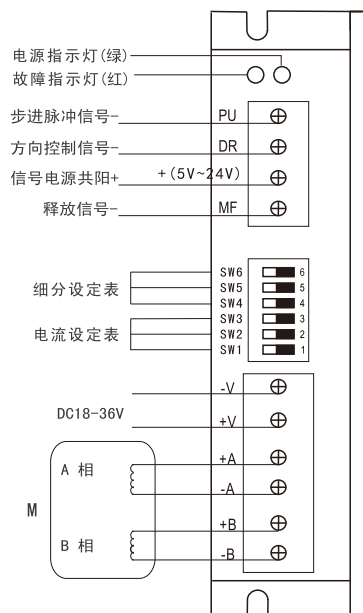 电源指示灯(绿)
故障指示灯(红)
步进脉冲信号- PU
方向控制信号- DR
信号电源共阳+ +(5V~24V)
释放信号- MF
SW6 6
细分设定表 SW5 5
SW4 4
SW3 3
电流设定表 SW2 2
SW1 1
-V
DC18-36V
+V
A 相 +A
-A
M
+B
B 相
-B